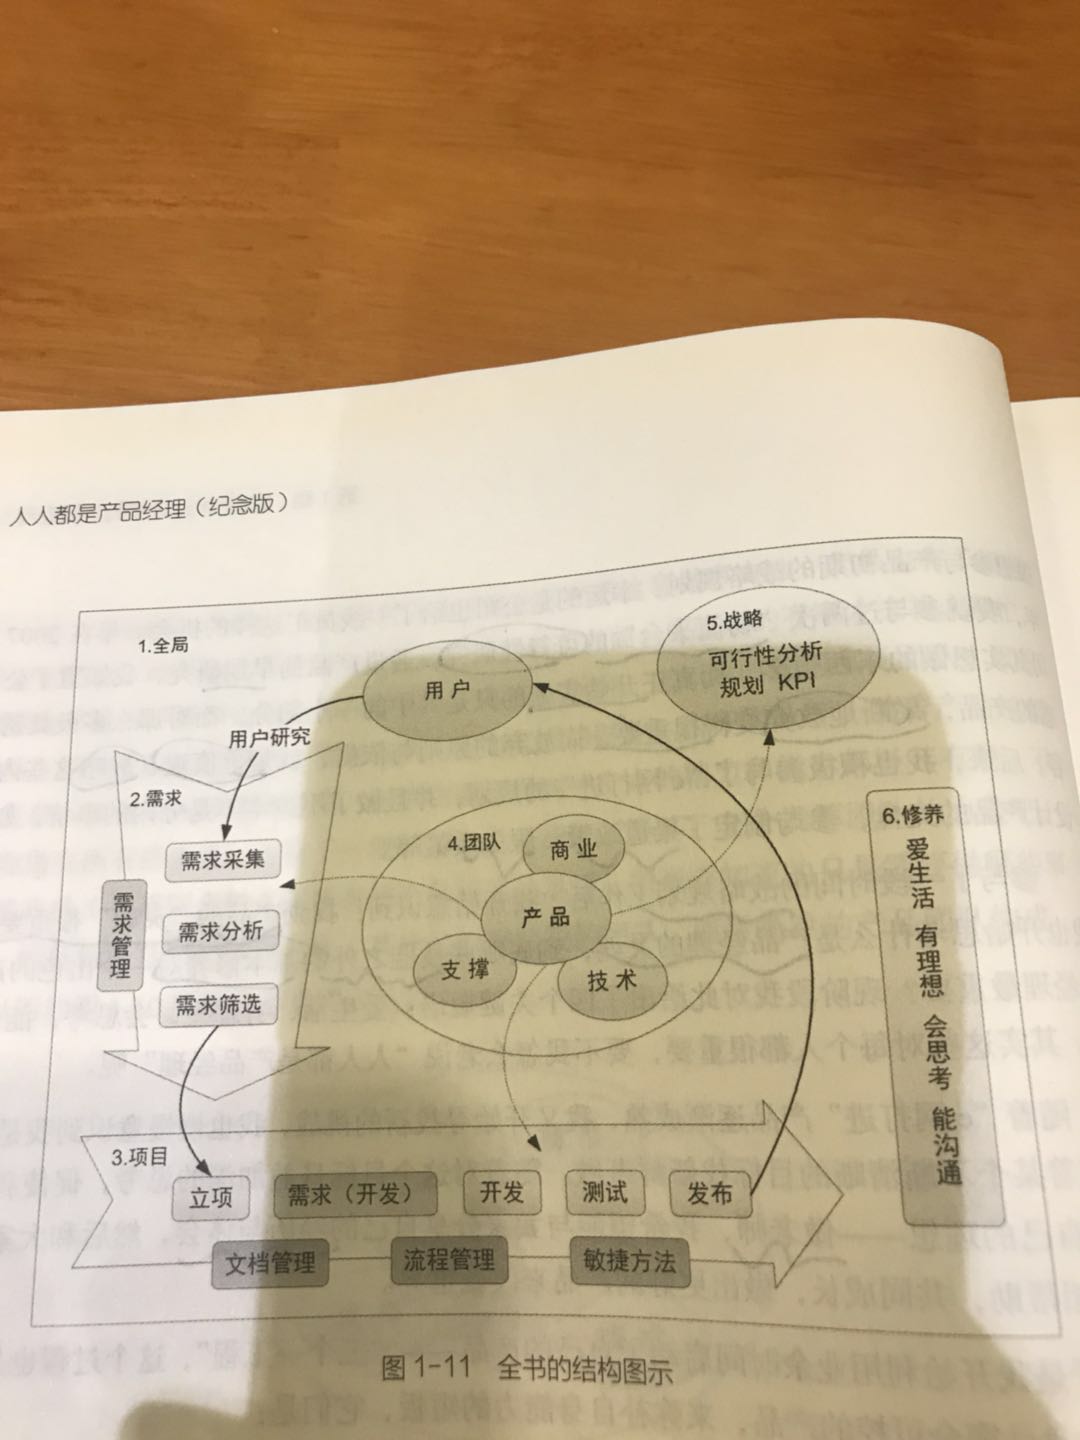 人人都是产品经理（纪念版）
1.全局
用户
5.战略
可行性分析
规划 KPI
用户研究
2.需求
需求采集
需求分析
需求筛选
需求管理
4.团队
商业
产品
支撑
技术
6.修养
爱生活 有理想 会思考 能沟通
3.项目
立项
需求（开发）
开发
测试
发布
文档管理
流程管理
敏捷方法
图 1-11 全书的结构图示